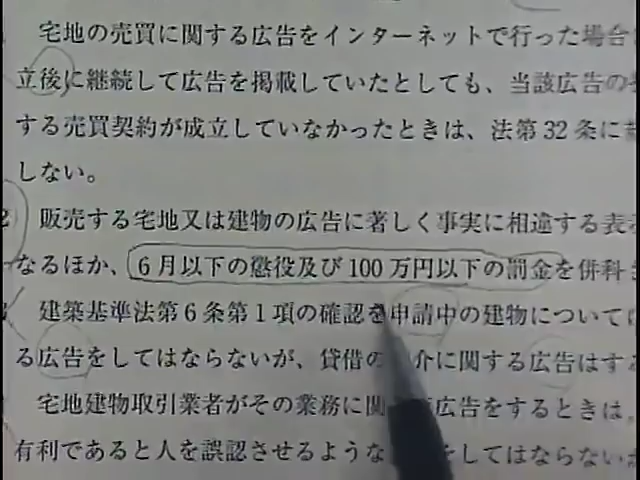 宅地の売買に関する広告をインターネットで行った場合
立後に継続して広告を掲載していたとしても、当該広告の
する売買契約が成立していなかったときは、法第32条に
しない。
2 販売する宅地又は建物の広告に著しく事実に相違する表
なるほか、6月以下の懲役及び100万円以下の罰金を併科
建築基準法第6条第1項の確認を申請中の建物については
る広告をしてはならないが、貸借の 介に関する広告はす
宅地建物取引業者がその業務に関 広告をするときは、
有利であると人を誤認させるような をしてはならない